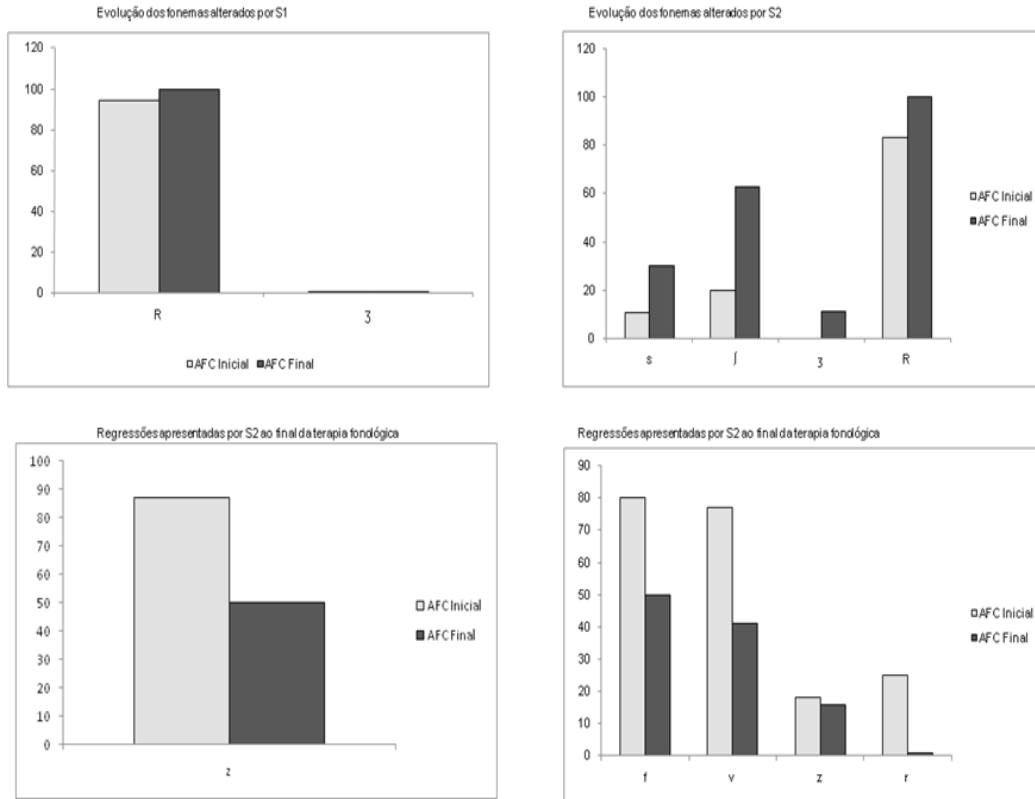 Evolução dos fonemas alterados por S1
120
100
80
60
40
20
0
R
ʒ
AFC Inicial
AFC Final
Evolução dos fonemas alterados por S2
120
100
80
60
40
20
0
s
ʃ
ʒ
R
AFC Inicial
AFC Final
Regressões apresentadas por S2 ao final da terapia fonológica
100
90
80
70
60
50
40
30
20
10
0
z
AFC Inicial
AFC Final
Regressões apresentadas por S2 ao final da terapia fonológica
90
80
70
60
50
40
30
20
10
0
f
v
z
r
AFC Inicial
AFC Final